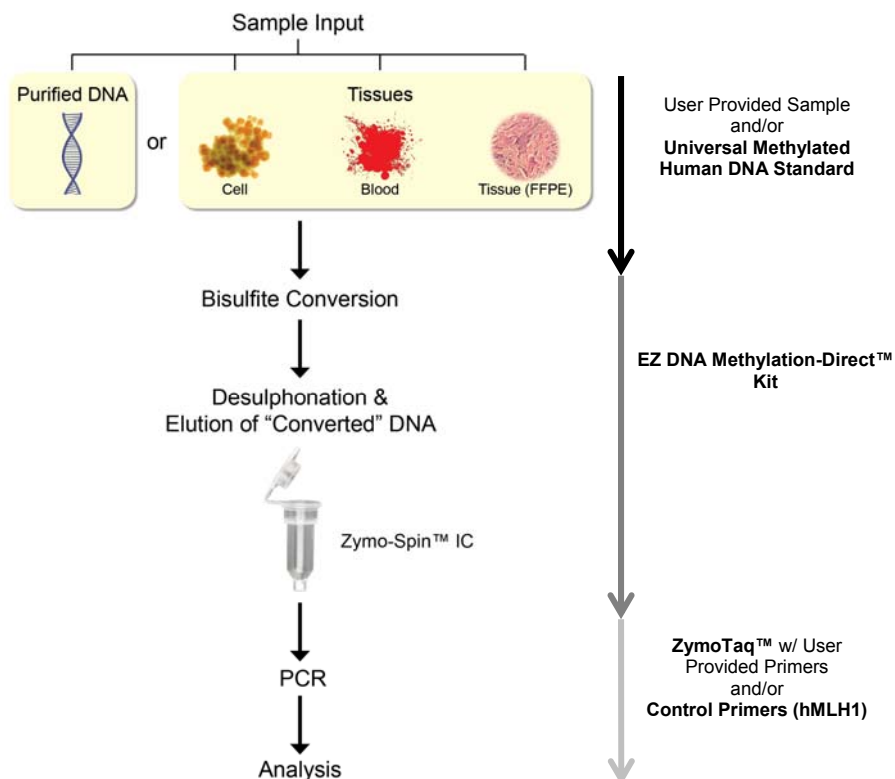 Sample Input
Purified DNA
or
Tissues
Cell
Blood
Tissue (FFPE)
User Provided Sample
and/or
Universal Methylated
Human DNA Standard
Bisulfite Conversion
EZ DNA Methylation-Direct™
Kit
Desulphonation &
Elution of “Converted” DNA
Zymo-Spin™ IC
ZymoTaq™ w/ User
Provided Primers
and/or
Control Primers (hMLH1)
PCR
Analysis